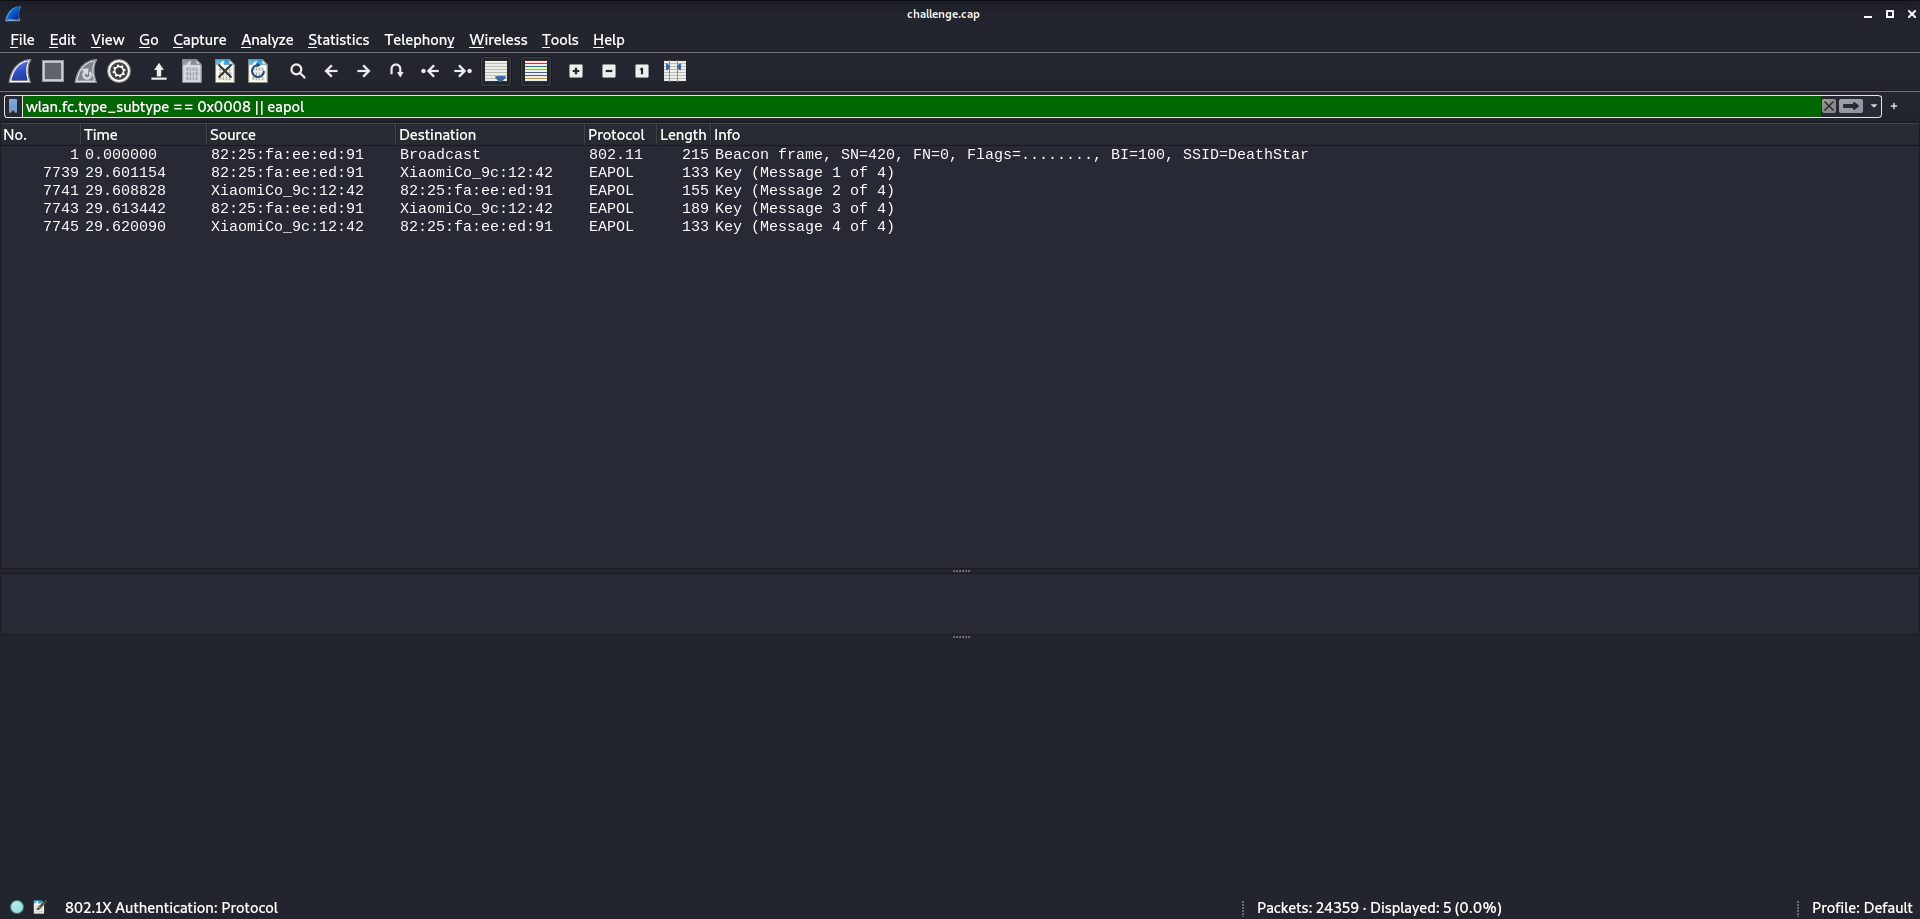 challenge.cap
File Edit View Go Capture Analyze Statistics Telephony Wireless Tools Help
wlan.fc.type_subtype == 0x0008 || eapol
No. Time Source Destination Protocol Length Info
1 0.000000 82:25:fa:ee:ed:91 Broadcast 802.11 215 Beacon frame, SN=420, FN=0, Flags=........, BI=100, SSID=DeathStar
7739 29.601154 82:25:fa:ee:ed:91 XiaomiCo_9c:12:42 EAPOL 133 Key (Message 1 of 4)
7741 29.608828 XiaomiCo_9c:12:42 82:25:fa:ee:ed:91 EAPOL 155 Key (Message 2 of 4)
7743 29.613442 82:25:fa:ee:ed:91 XiaomiCo_9c:12:42 EAPOL 189 Key (Message 3 of 4)
7745 29.620090 XiaomiCo_9c:12:42 82:25:fa:ee:ed:91 EAPOL 133 Key (Message 4 of 4)
802.1X Authentication: Protocol Packets: 24359 · Displayed: 5 (0.0%) Profile: Default